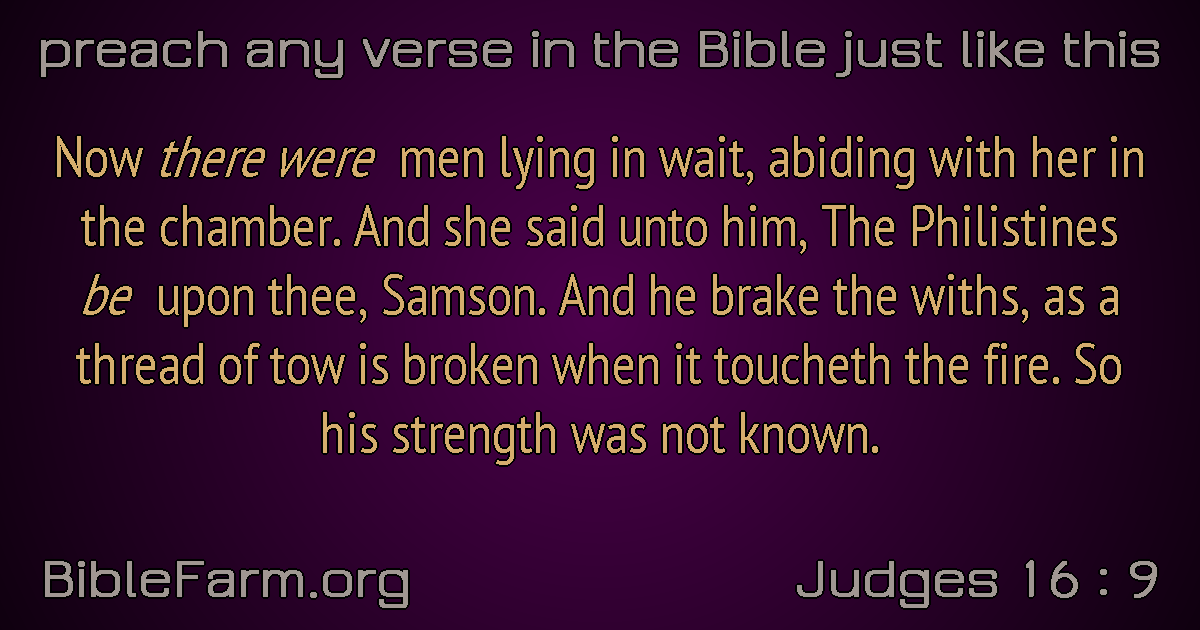 preach any verse in the Bible just like this
Now there were men lying in wait, abiding with her in
the chamber. And she said unto him, The Philistines
be upon thee, Samson. And he brake the withs, as a
thread of tow is broken when it toucheth the fire. So
his strength was not known.
BibleFarm.org
Judges 16 : 9